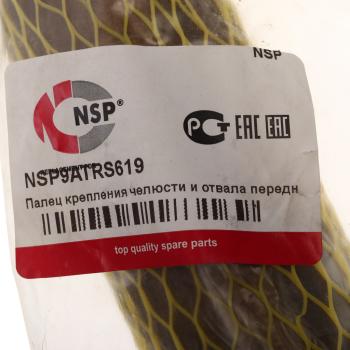 NSP
NSP®
РСТ ЕАС ЕАС
NSP9ATRS619
Палец крепления челюсти и отвала передн
top quality spare parts